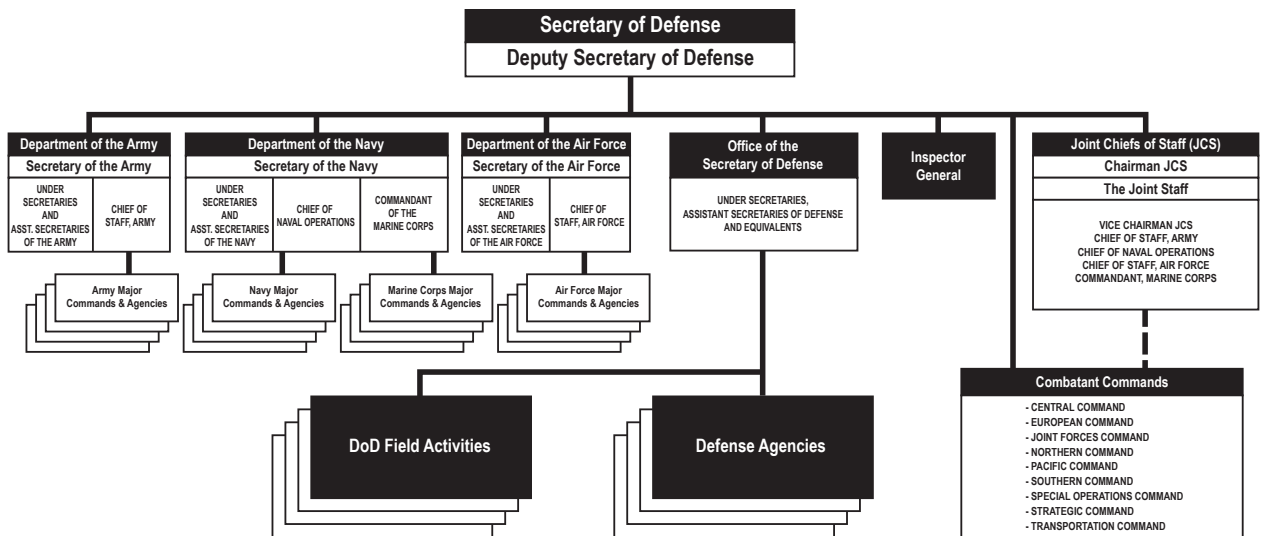 Secretary of Defense
Deputy Secretary of Defense
Department of the Army
Secretary of the Army
UNDER
SECRETARIES
AND
ASST. SECRETARIES
OF THE ARMY
CHIEF OF
STAFF, ARMY
Army Major
Commands & Agencies
Department of the Navy
Secretary of the Navy
UNDER
SECRETARIES
AND
ASST. SECRETARIES
OF THE NAVY
CHIEF OF
NAVAL OPERATIONS
COMMANDANT
OF THE
MARINE CORPS
Navy Major
Commands & Agencies
Marine Corps Major
Commands & Agencies
Department of the Air Force
Secretary of the Air Force
UNDER
SECRETARIES
AND
ASST. SECRETARIES
OF THE AIR FORCE
CHIEF OF
STAFF, AIR FORCE
Air Force Major
Commands & Agencies
Office of the
Secretary of Defense
UNDER SECRETARIES,
ASSISTANT SECRETARIES OF DEFENSE
AND EQUIVALENTS
Inspector
General
Joint Chiefs of Staff (JCS)
Chairman JCS
The Joint Staff
VICE CHAIRMAN JCS
CHIEF OF STAFF, ARMY
CHIEF OF NAVAL OPERATIONS
CHIEF OF STAFF, AIR FORCE
COMMANDANT, MARINE CORPS
DoD Field Activities
Defense Agencies
Combatant Commands
- CENTRAL COMMAND
- EUROPEAN COMMAND
- JOINT FORCES COMMAND
- NORTHERN COMMAND
- PACIFIC COMMAND
- SOUTHERN COMMAND
- SPECIAL OPERATIONS COMMAND
- STRATEGIC COMMAND
- TRANSPORTATION COMMAND